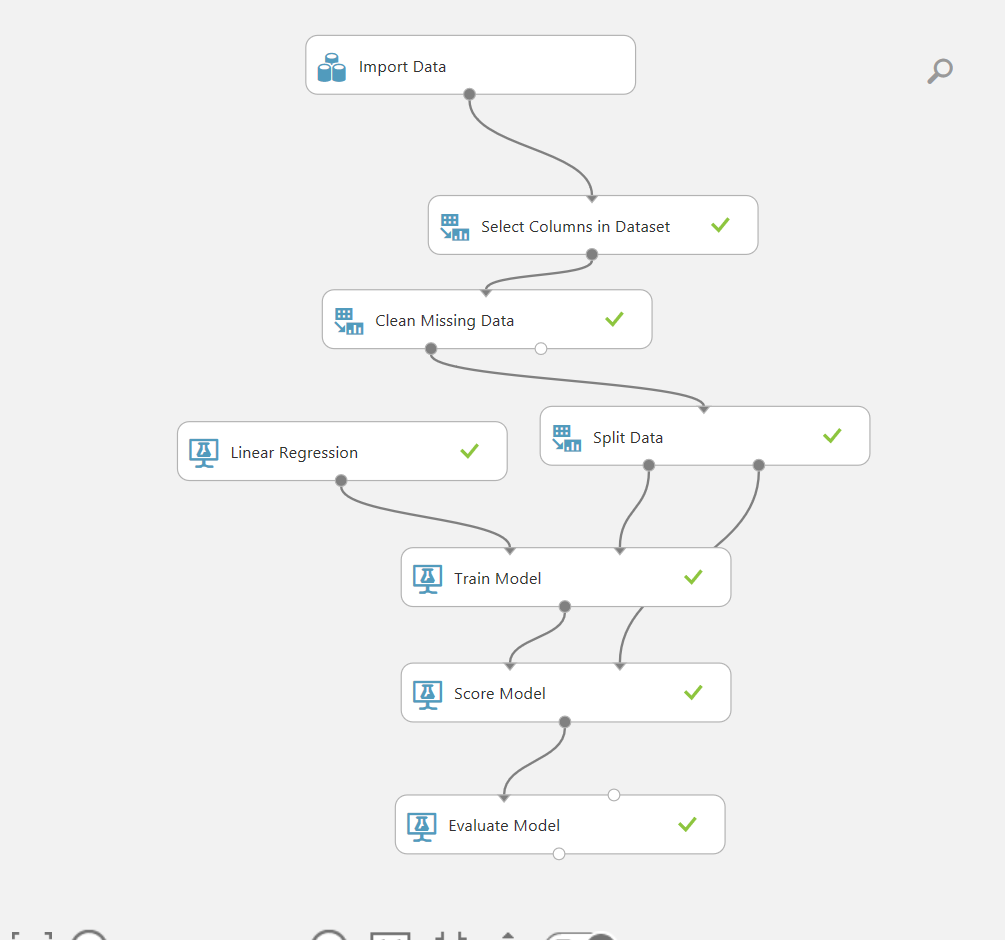 Import Data
Select Columns in Dataset
Clean Missing Data
Split Data
Linear Regression
Train Model
Score Model
Evaluate Model